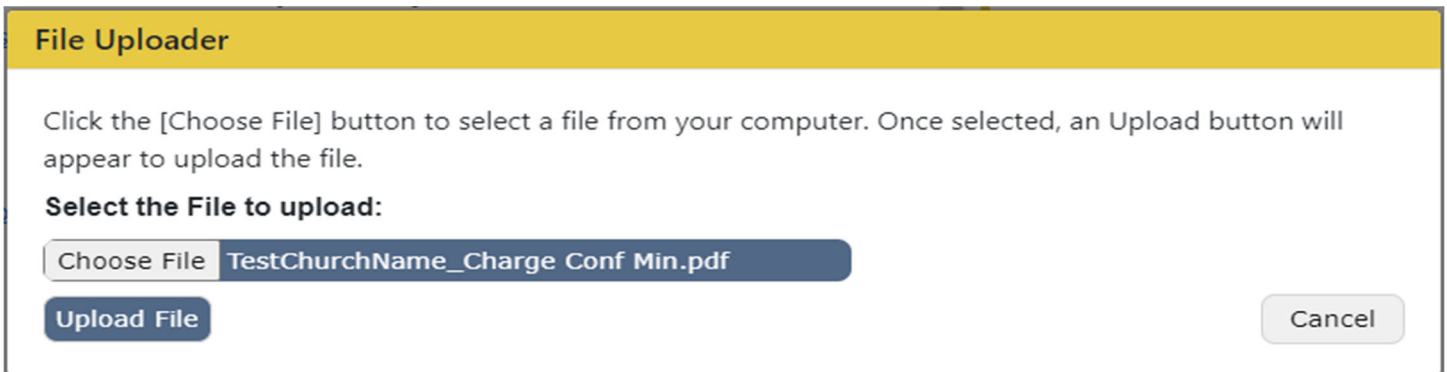 File Uploader
Click the [Choose File] button to select a file from your computer. Once selected, an Upload button will
appear to upload the file.
Select the File to upload:
Choose File TestChurchName_Charge Conf Min.pdf
Upload File Cancel